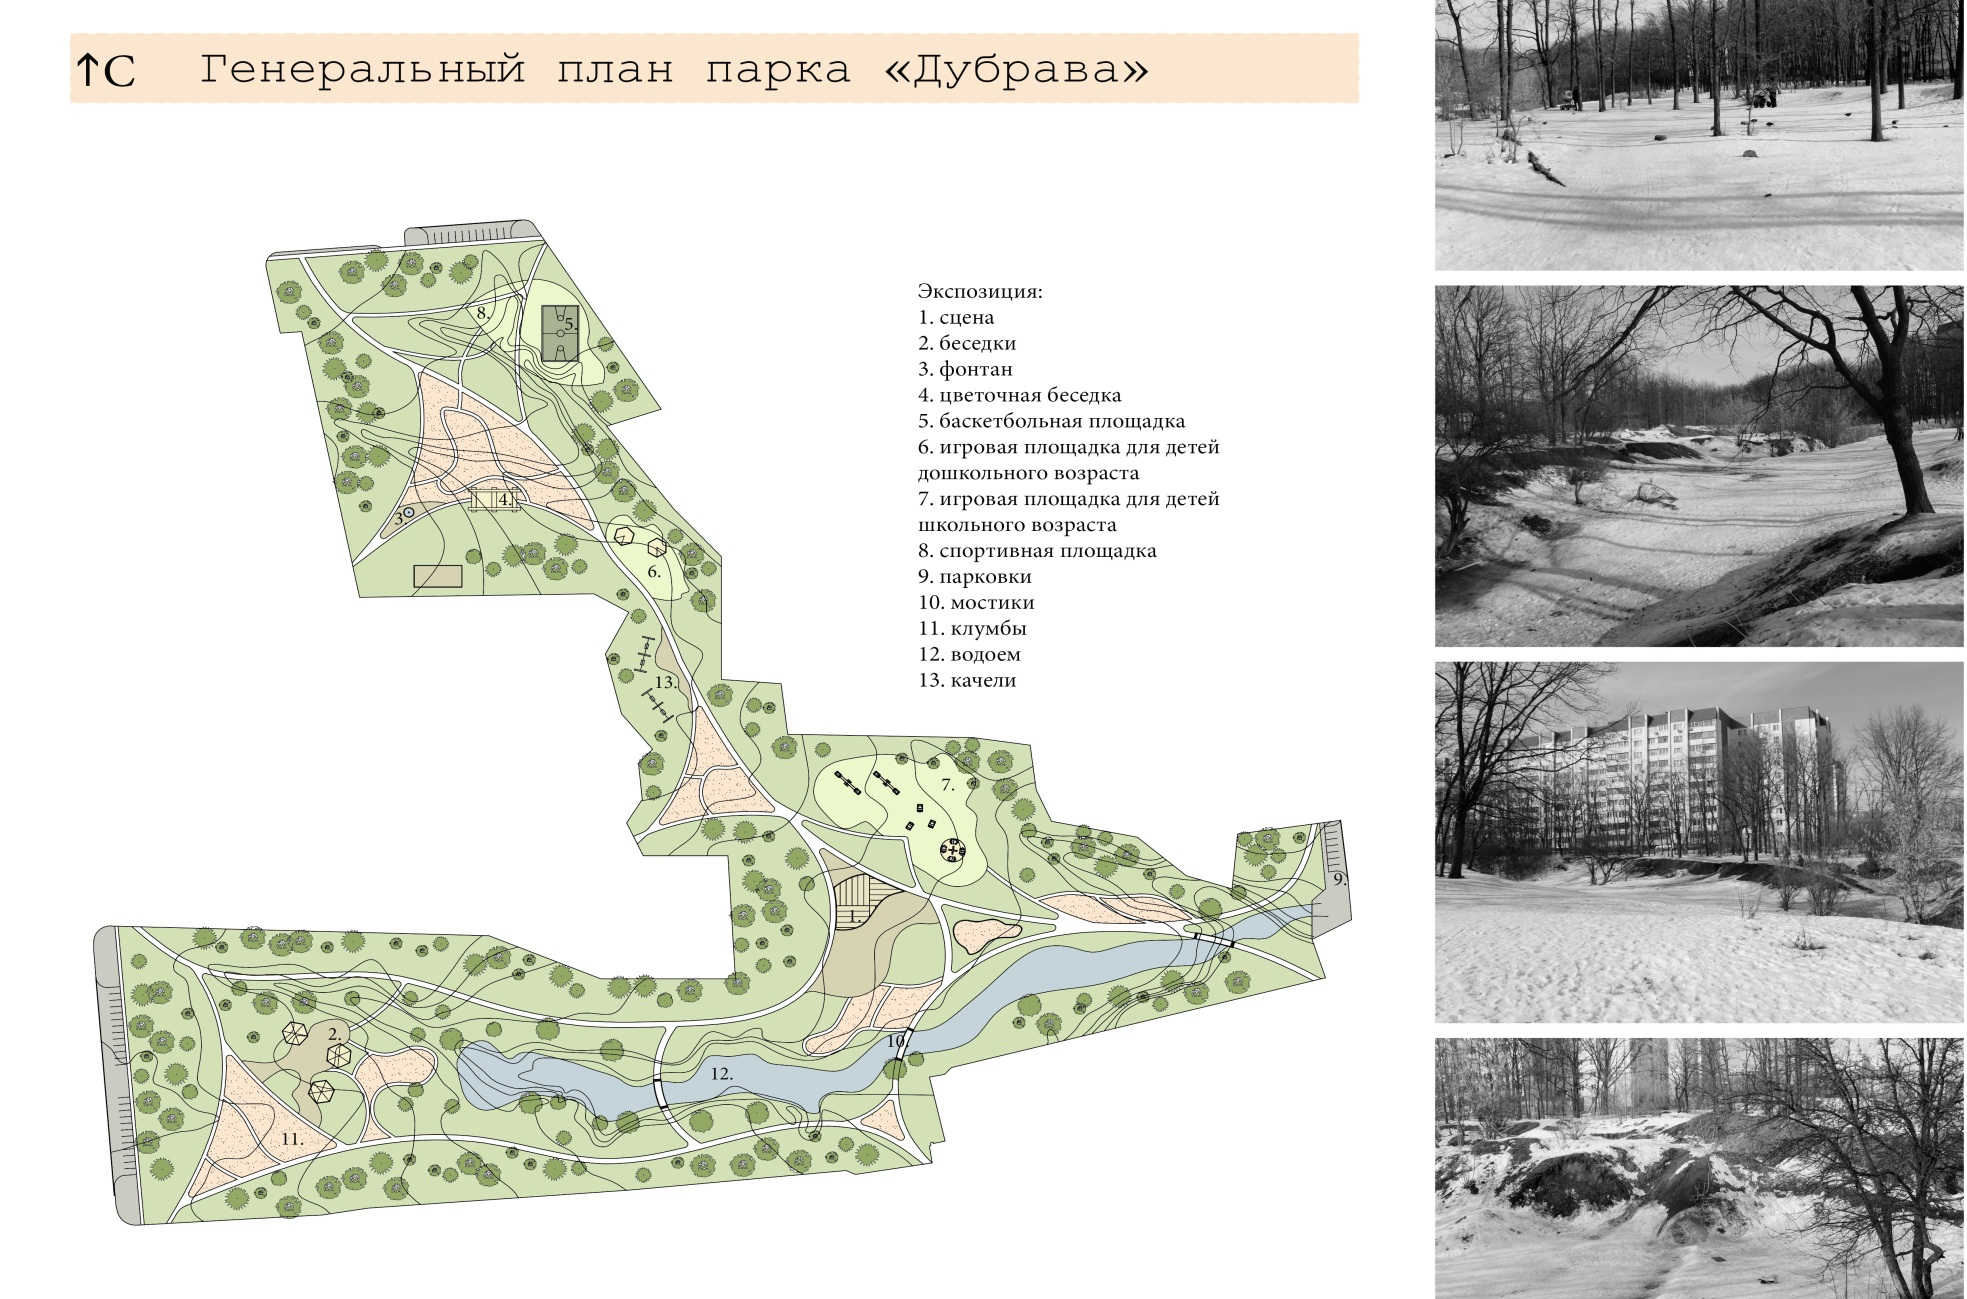 ↑С Генеральный план парка «Дубрава»
Экспозиция:
1. сцена
2. беседки
3. фонтан
4. цветочная беседка
5. баскетбольная площадка
6. игровая площадка для детей
дошкольного возраста
7. игровая площадка для детей
школьного возраста
8. спортивная площадка
9. парковки
10. мостики
11. клумбы
12. водоем
13. качели
8.
5.
4.
3.
6.
13.
7.
9.
1.
2.
10.
12.
11.